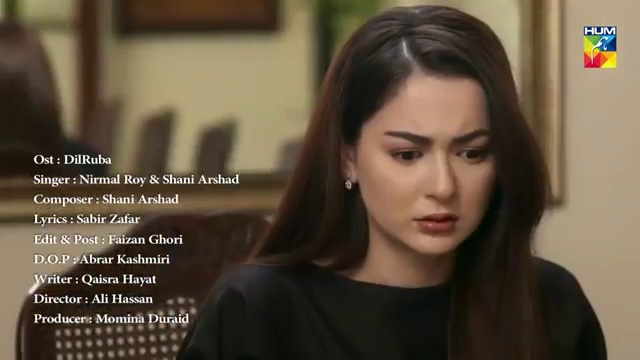 HUM
Ost : DilRuba
Singer : Nirmal Roy & Shani Arshad
Composer : Shani Arshad
Lyrics : Sabir Zafar
Edit & Post : Faizan Ghori
D.O.P : Abrar Kashmiri
Writer : Qaisra Hayat
Director : Ali Hassan
Producer : Momina Duraid